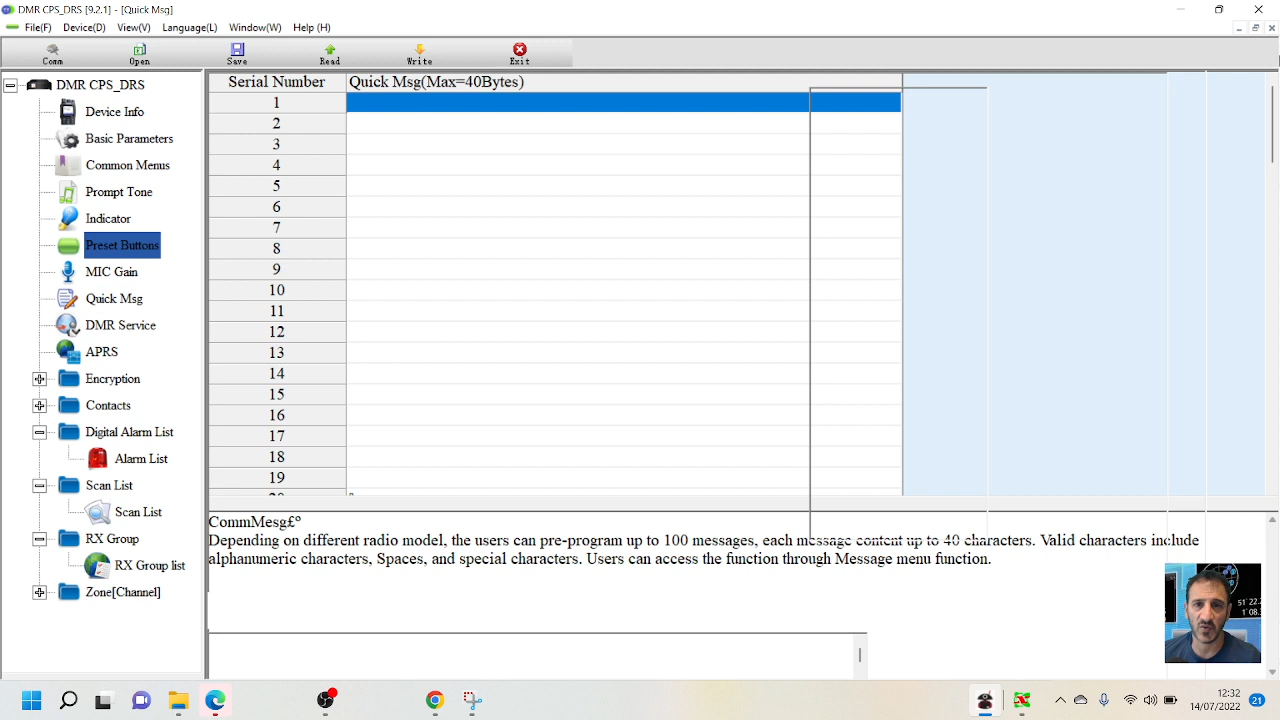 DMR CPS_DRS [9.2.1] - [Quick Msg]
File(F) Device(D) View(V) Language(L) Window(W) Help (H)
Comm Open Save Read Write Exit
DMR CPS_DRS
Device Info
Basic Parameters
Common Menus
Prompt Tone
Indicator
Preset Buttons
MIC Gain
Quick Msg
DMR Service
APRS
Encryption
Contacts
Digital Alarm List
Alarm List
Scan List
Scan List
RX Group
RX Group list
Zone[Channel]
Serial Number Quick Msg(Max=40Bytes)
1
2
3
4
5
6
7
8
9
10
11
12
13
14
15
16
17
18
19
20
CommMesg£º
Depending on different radio model, the users can pre-program up to 100 messages, each message content up to 40 characters. Valid characters include
alphanumeric characters, Spaces, and special characters. Users can access the function through Message menu function.
51°22.
1°08.
12:32
14/07/2022
21